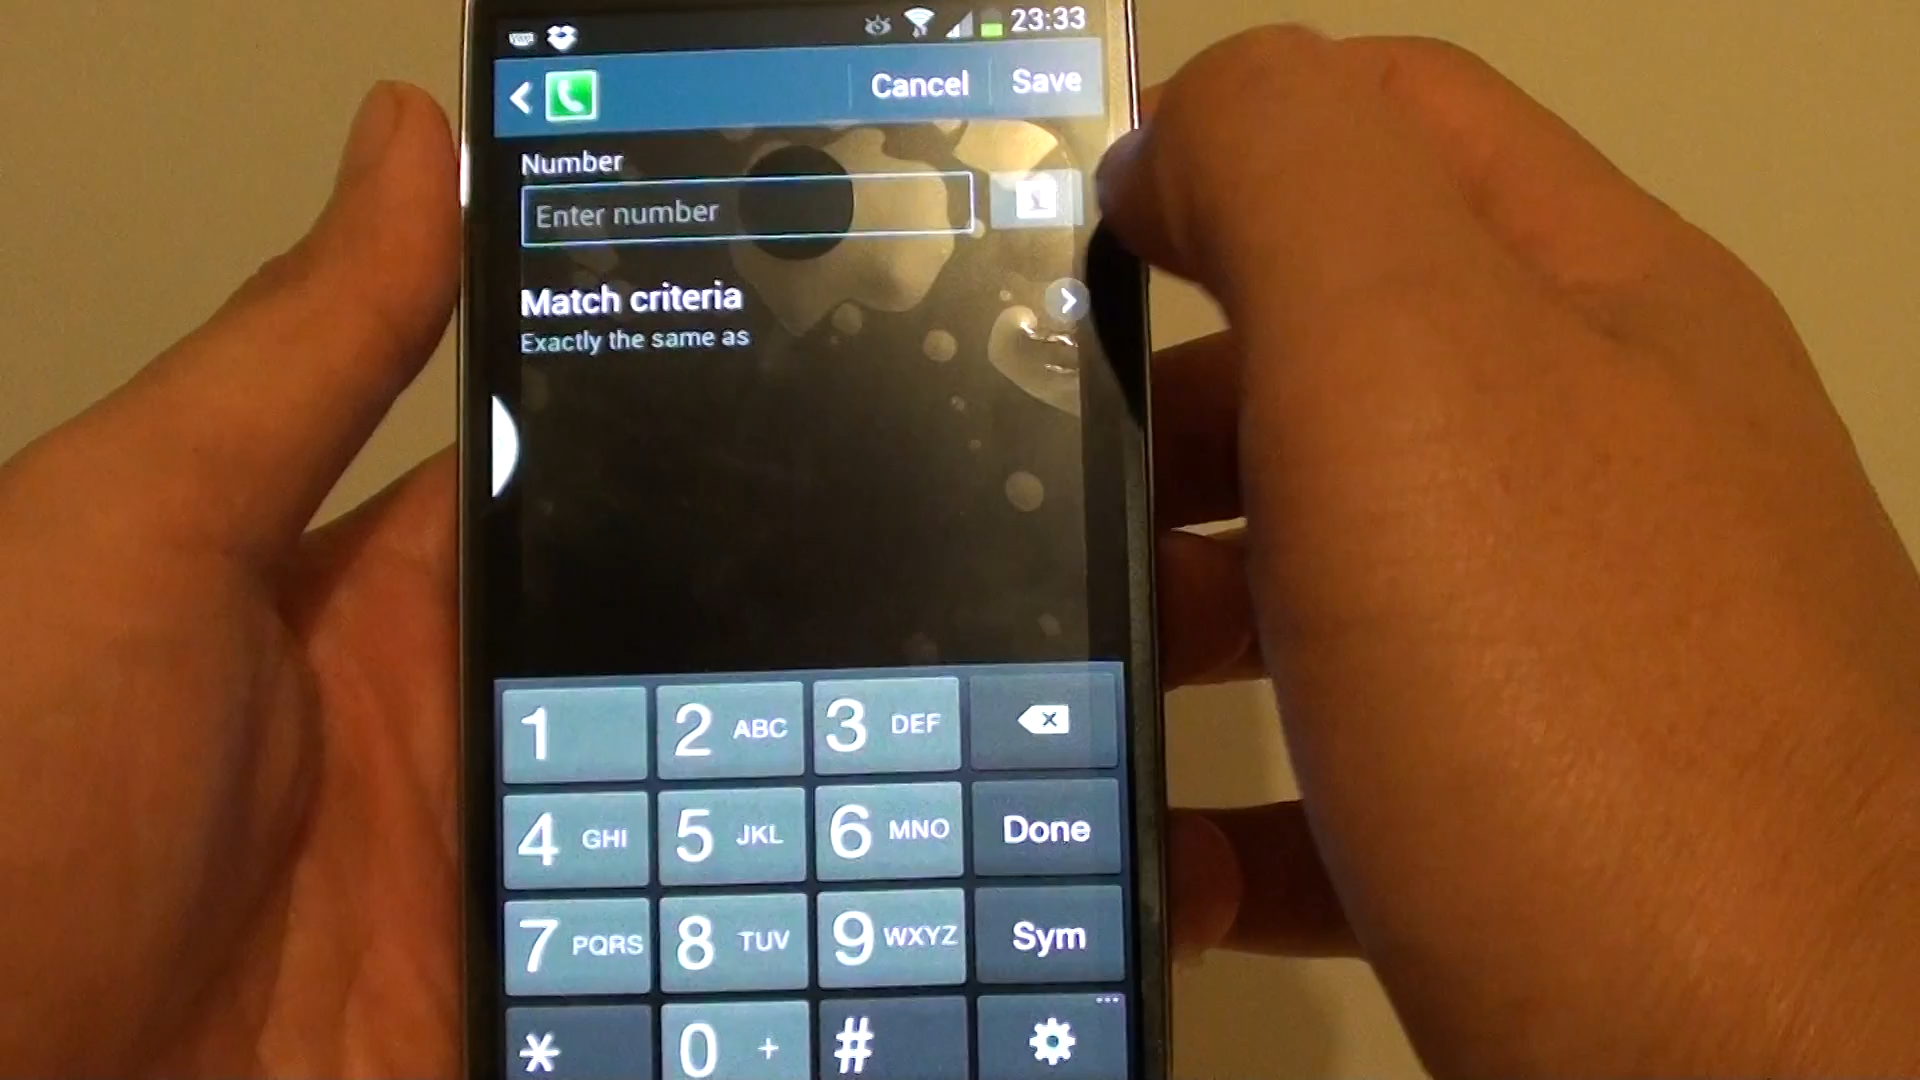 23:33
Cancel Save
Number
Enter number
Match criteria
Exactly the same as
1 2 ABC 3 DEF
4 GHI 5 JKL 6 MNO Done
7 PQRS 8 TUV 9 WXYZ Sym
* 0 + # ...